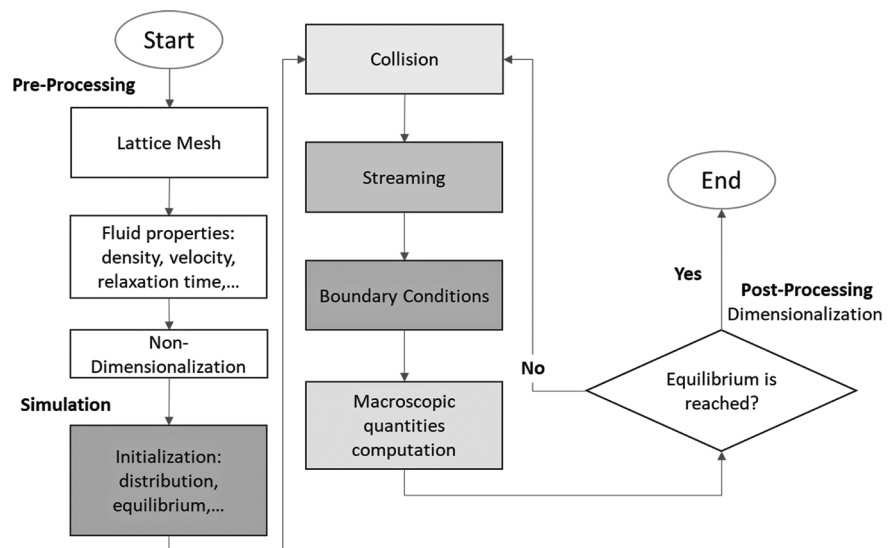 Start
Pre-Processing
Lattice Mesh
Fluid properties:
density, velocity,
relaxation time,...
Non-
Dimensionalization
Simulation
Initialization:
distribution,
equilibrium,...
Collision
Streaming
Boundary Conditions
Macroscopic
quantities
computation
No
Equilibrium is
reached?
Yes
Post-Processing
Dimensionalization
End